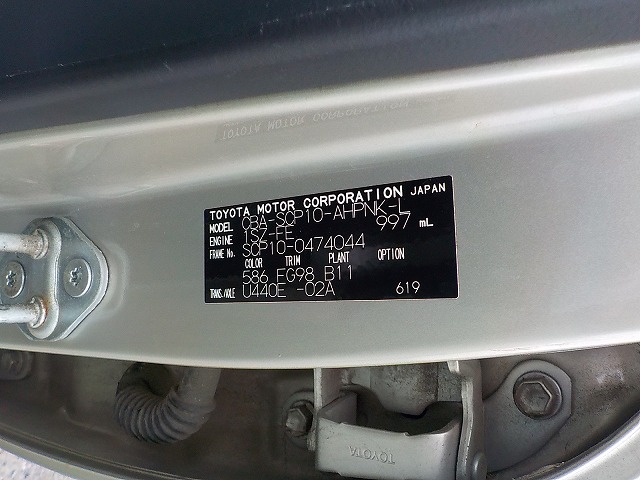 TOYOTA MOTOR CORPORATION JAPAN
MODEL CBA-SCP10-AHPNK-L
ENGINE 1SZ-FE 997 mL
FRAME No. SCP10-0474044
COLOR TRIM PLANT OPTION
586 FG98 B11
TRANS./AXLE U440E -02A 619
TOYOTA